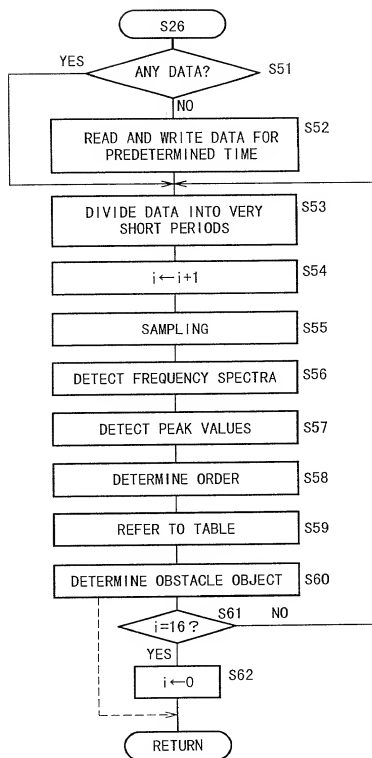 S26
YES
ANY DATA?
S51
NO
READ AND WRITE DATA FOR
PREDETERMINED TIME
S52
DIVIDE DATA INTO VERY
SHORT PERIODS
S53
i←i+1
S54
SAMPLING
S55
DETECT FREQUENCY SPECTRA
S56
DETECT PEAK VALUES
S57
DETERMINE ORDER
S58
REFER TO TABLE
S59
DETERMINE OBSTACLE OBJECT
S60
S61
NO
i=16?
YES
i←0
S62
RETURN